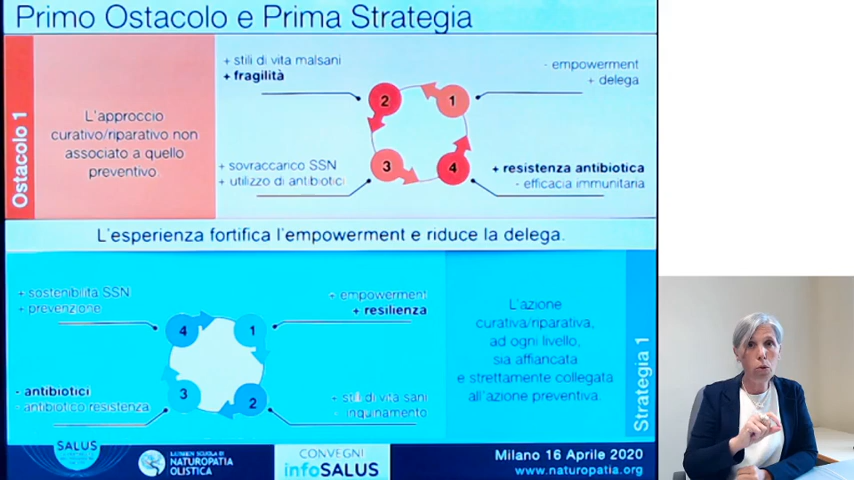 Primo Ostacolo e Prima Strategia
Ostacolo 1
L'approccio
curativo/riparativo non
associato a quello
preventivo
+ stili di vita malsani
+ fragilità
- empowerment
+ delega
2
1
3
4
+ sovraccarico SSN
+ utilizzo di antibiotici
+ resistenza antibiotica
- efficacia immunitaria
L'esperienza fortifica l'empowerment e riduce la delega.
+ sostenibilità SSN
+ prevenzione
+ empowerment
+ resilienza
4
1
3
2
- antibiotici
- antibiotico resistenza
+ stili di vita sani
- inquinamento
L'azione
curativa/riparativa,
ad ogni livello,
sia affiancata
e strettamente collegata
all'azione preventiva.
Strategia 1
SALUS
NATUROPATIA
OLISTICA
CONVEGNI
infoSALUS
Milano 16 Aprile 2020
www.naturopatia.org